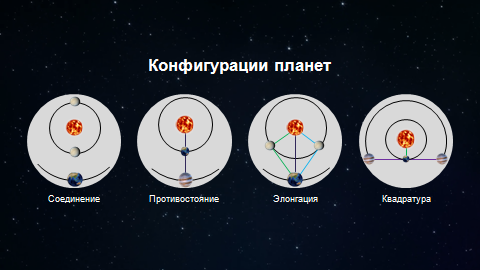 Конфигурации планет
Соединение
Противостояние
Элонгация
Квадратура